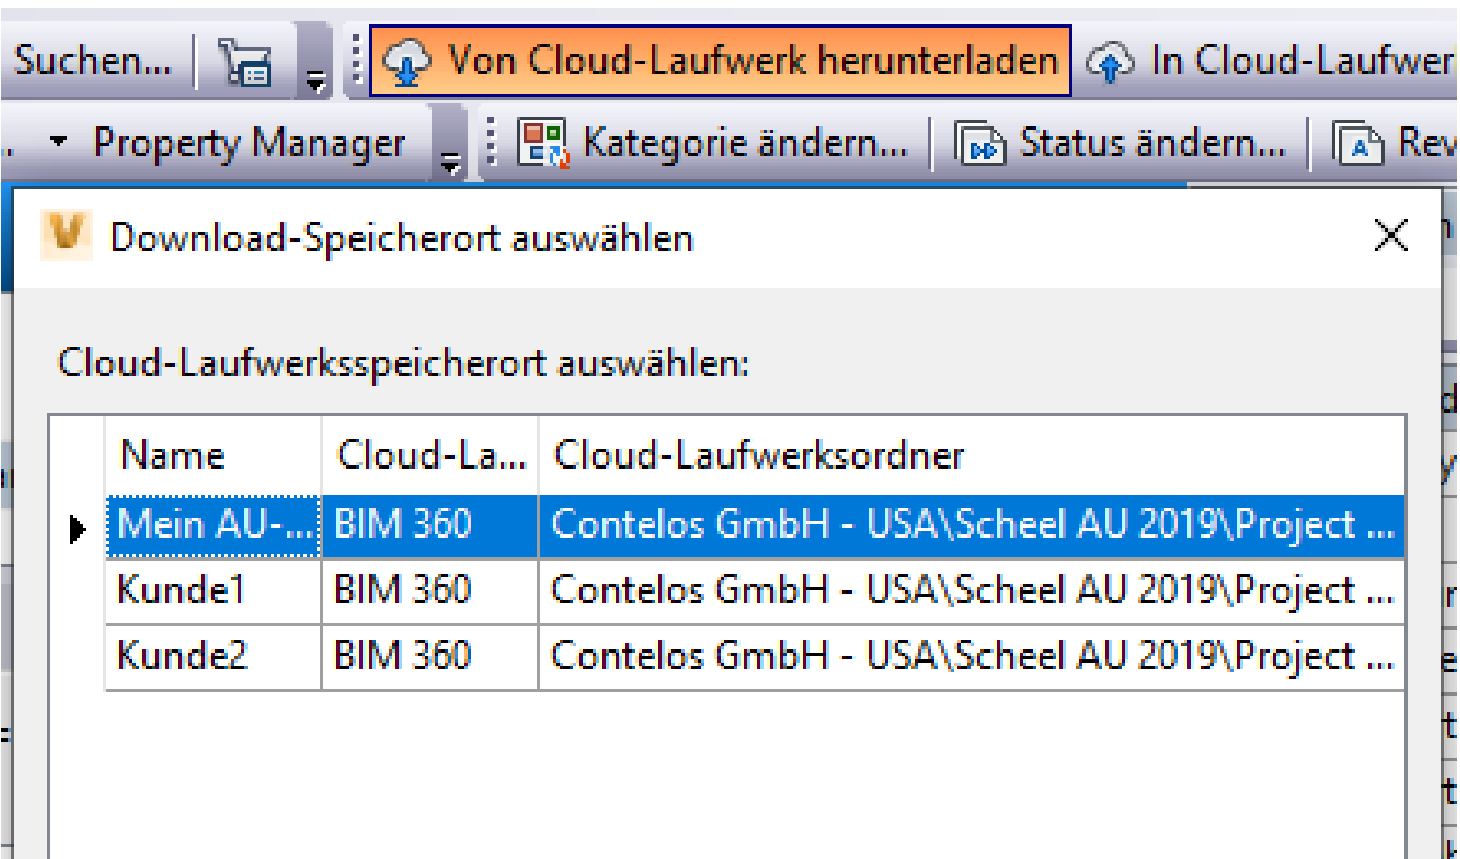 Suchen... Von Cloud-Laufwerk herunterladen In Cloud-Laufwer
... Property Manager Kategorie ändern... Status ändern... Rev
Download-Speicherort auswählen
Cloud-Laufwerksspeicherort auswählen:
Name Cloud-La... Cloud-Laufwerksordner
Mein AU-... BIM 360 Contelos GmbH - USA\Scheel AU 2019\Project ...
Kunde1 BIM 360 Contelos GmbH - USA\Scheel AU 2019\Project ...
Kunde2 BIM 360 Contelos GmbH - USA\Scheel AU 2019\Project ...